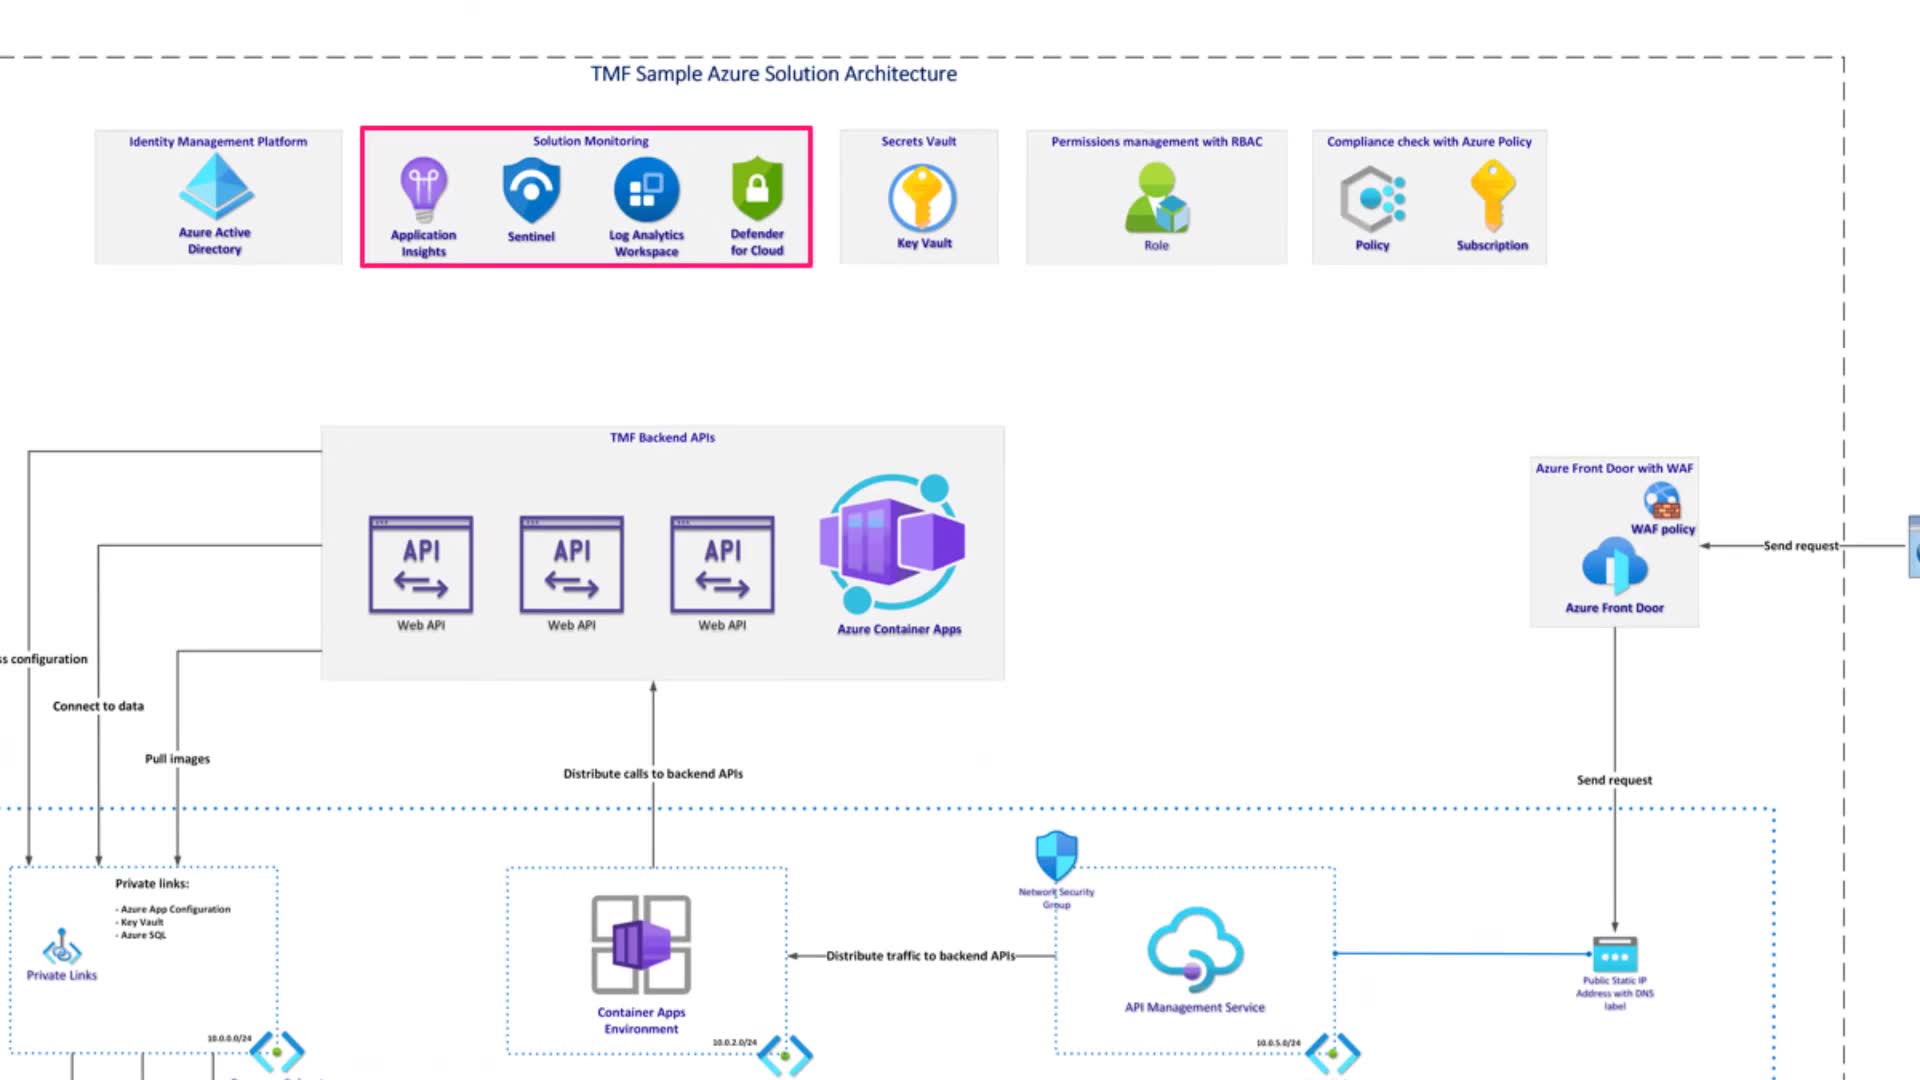 TMF Sample Azure Solution Architecture
Identity Management Platform
Azure Active
Directory
Solution Monitoring
Application
Insights
Sentinel
Log Analytics
Workspace
Defender
for Cloud
Secrets Vault
Key Vault
Permissions management with RBAC
Role
Compliance check with Azure Policy
Policy
Subscription
TMF Backend APIs
API
Web API
API
Web API
API
Web API
Azure Container Apps
Azure Front Door with WAF
WAF policy
Azure Front Door
Send request
configuration
Connect to data
Pull images
Distribute calls to backend APIs
Send request
Private links:
- Azure App Configuration
- Key Vault
- Azure SQL
Private Links
10.0.0.0/24
Container Apps
Environment
10.0.2.0/24
Distribute traffic to backend APIs
Network Security
Group
API Management Service
10.0.5.0/24
Public Static IP
Address with DNS
label